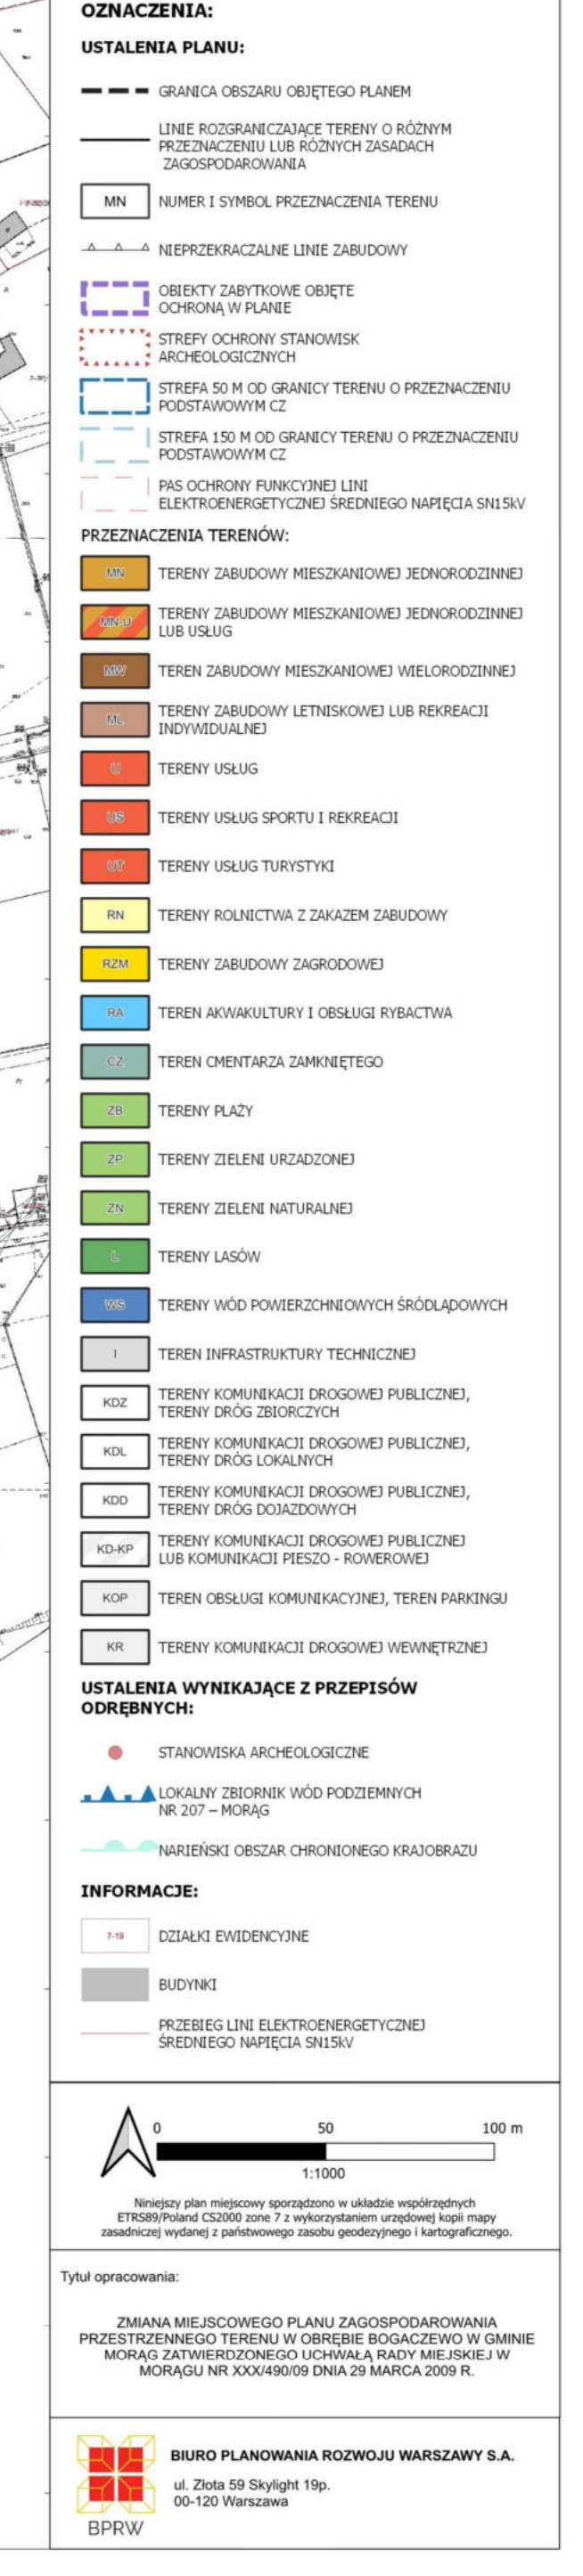 OZNACZENIA:
USTALENIA PLANU:
GRANICA OBSZARU OBJĘTEGO PLANEM
LINIE ROZGRANICZAJĄCE TERENY O RÓŻNYM
PRZEZNACZENIU LUB RÓŻNYCH ZASADACH
ZAGOSPODAROWANIA
MN NUMER I SYMBOL PRZEZNACZENIA TERENU
NIEPRZEKRACZALNE LINIE ZABUDOWY
OBIEKTY ZABYTKOWE OBJĘTE
OCHRONĄ W PLANIE
STREFY OCHRONY STANOWISK
ARCHEOLOGICZNYCH
STREFA 50 M OD GRANICY TERENU O PRZEZNACZENIU
PODSTAWOWYM CZ
STREFA 150 M OD GRANICY TERENU O PRZEZNACZENIU
PODSTAWOWYM CZ
PAS OCHRONY FUNKCYJNEJ LINI
ELEKTROENERGETYCZNEJ ŚREDNIEGO NAPIĘCIA SN15kV
PRZEZNACZENIA TERENÓW:
MN TERENY ZABUDOWY MIESZKANIOWEJ JEDNORODZINNEJ
MN-U TERENY ZABUDOWY MIESZKANIOWEJ JEDNORODZINNEJ
LUB USŁUG
MW TEREN ZABUDOWY MIESZKANIOWEJ WIELORODZINNEJ
ML TERENY ZABUDOWY LETNISKOWEJ LUB REKREACJI
INDYWIDUALNEJ
U TERENY USŁUG
US TERENY USŁUG SPORTU I REKREACJI
UT TERENY USŁUG TURYSTYKI
RN TERENY ROLNICTWA Z ZAKAZEM ZABUDOWY
RZM TERENY ZABUDOWY ZAGRODOWEJ
RA TEREN AKWAKULTURY I OBSŁUGI RYBACTWA
CZ TEREN CMENTARZA ZAMKNIĘTEGO
ZB TERENY PLAŻY
ZP TERENY ZIELENI URZADZONEJ
ZN TERENY ZIELENI NATURALNEJ
L TERENY LASÓW
WS TERENY WÓD POWIERZCHNIOWYCH ŚRÓDLĄDOWYCH
I TEREN INFRASTRUKTURY TECHNICZNEJ
KDZ TERENY KOMUNIKACJI DROGOWEJ PUBLICZNEJ,
TERENY DRÓG ZBIORCZYCH
KDL TERENY KOMUNIKACJI DROGOWEJ PUBLICZNEJ,
TERENY DRÓG LOKALNYCH
KDD TERENY KOMUNIKACJI DROGOWEJ PUBLICZNEJ,
TERENY DRÓG DOJAZDOWYCH
KD-KP TERENY KOMUNIKACJI DROGOWEJ PUBLICZNEJ
LUB KOMUNIKACJI PIESZO - ROWEROWEJ
KOP TEREN OBSŁUGI KOMUNIKACYJNEJ, TEREN PARKINGU
KR TERENY KOMUNIKACJI DROGOWEJ WEWNĘTRZNEJ
USTALENIA WYNIKAJĄCE Z PRZEPISÓW
ODRĘBNYCH:
STANOWISKA ARCHEOLOGICZNE
LOKALNY ZBIORNIK WÓD PODZIEMNYCH
NR 207 – MORĄG
NARIEŃSKI OBSZAR CHRONIONEGO KRAJOBRAZU
INFORMACJE:
7-19 DZIAŁKI EWIDENCYJNE
BUDYNKI
PRZEBIEG LINI ELEKTROENERGETYCZNEJ
ŚREDNIEGO NAPIĘCIA SN15kV
0 50 100 m
1:1000
Niniejszy plan miejscowy sporządzono w układzie współrzędnych
ETRS89/Poland CS2000 zone 7 z wykorzystaniem urzędowej kopii mapy
zasadniczej wydanej z państwowego zasobu geodezyjnego i kartograficznego.
Tytuł opracowania:
ZMIANA MIEJSCOWEGO PLANU ZAGOSPODAROWANIA
PRZESTRZENNEGO TERENU W OBRĘBIE BOGACZEWO W GMINIE
MORĄG ZATWIERDZONEGO UCHWAŁĄ RADY MIEJSKIEJ W
MORĄGU NR XXX/490/09 DNIA 29 MARCA 2009 R.
BIURO PLANOWANIA ROZWOJU WARSZAWY S.A.
ul. Złota 59 Skylight 19p.
00-120 Warszawa
BPRW